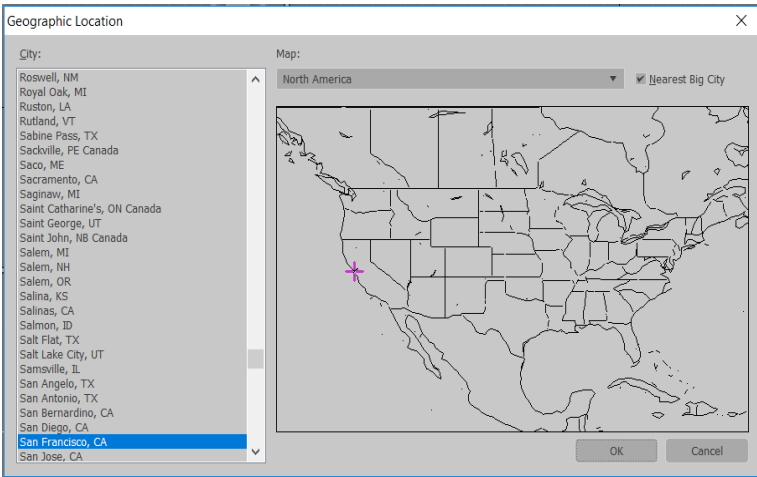 Geographic Location
City:
Map:
North America
Nearest Big City
Roswell, NM
Royal Oak, MI
Ruston, LA
Rutland, VT
Sabine Pass, TX
Sackville, PE Canada
Saco, ME
Sacramento, CA
Saginaw, MI
Saint Catharine's, ON Canada
Saint George, UT
Saint John, NB Canada
Salem, MI
Salem, NH
Salem, OR
Salina, KS
Salinas, CA
Salmon, ID
Salt Flat, TX
Salt Lake City, UT
Samsville, IL
San Angelo, TX
San Antonio, TX
San Bernardino, CA
San Diego, CA
San Francisco, CA
San Jose, CA
OK
Cancel